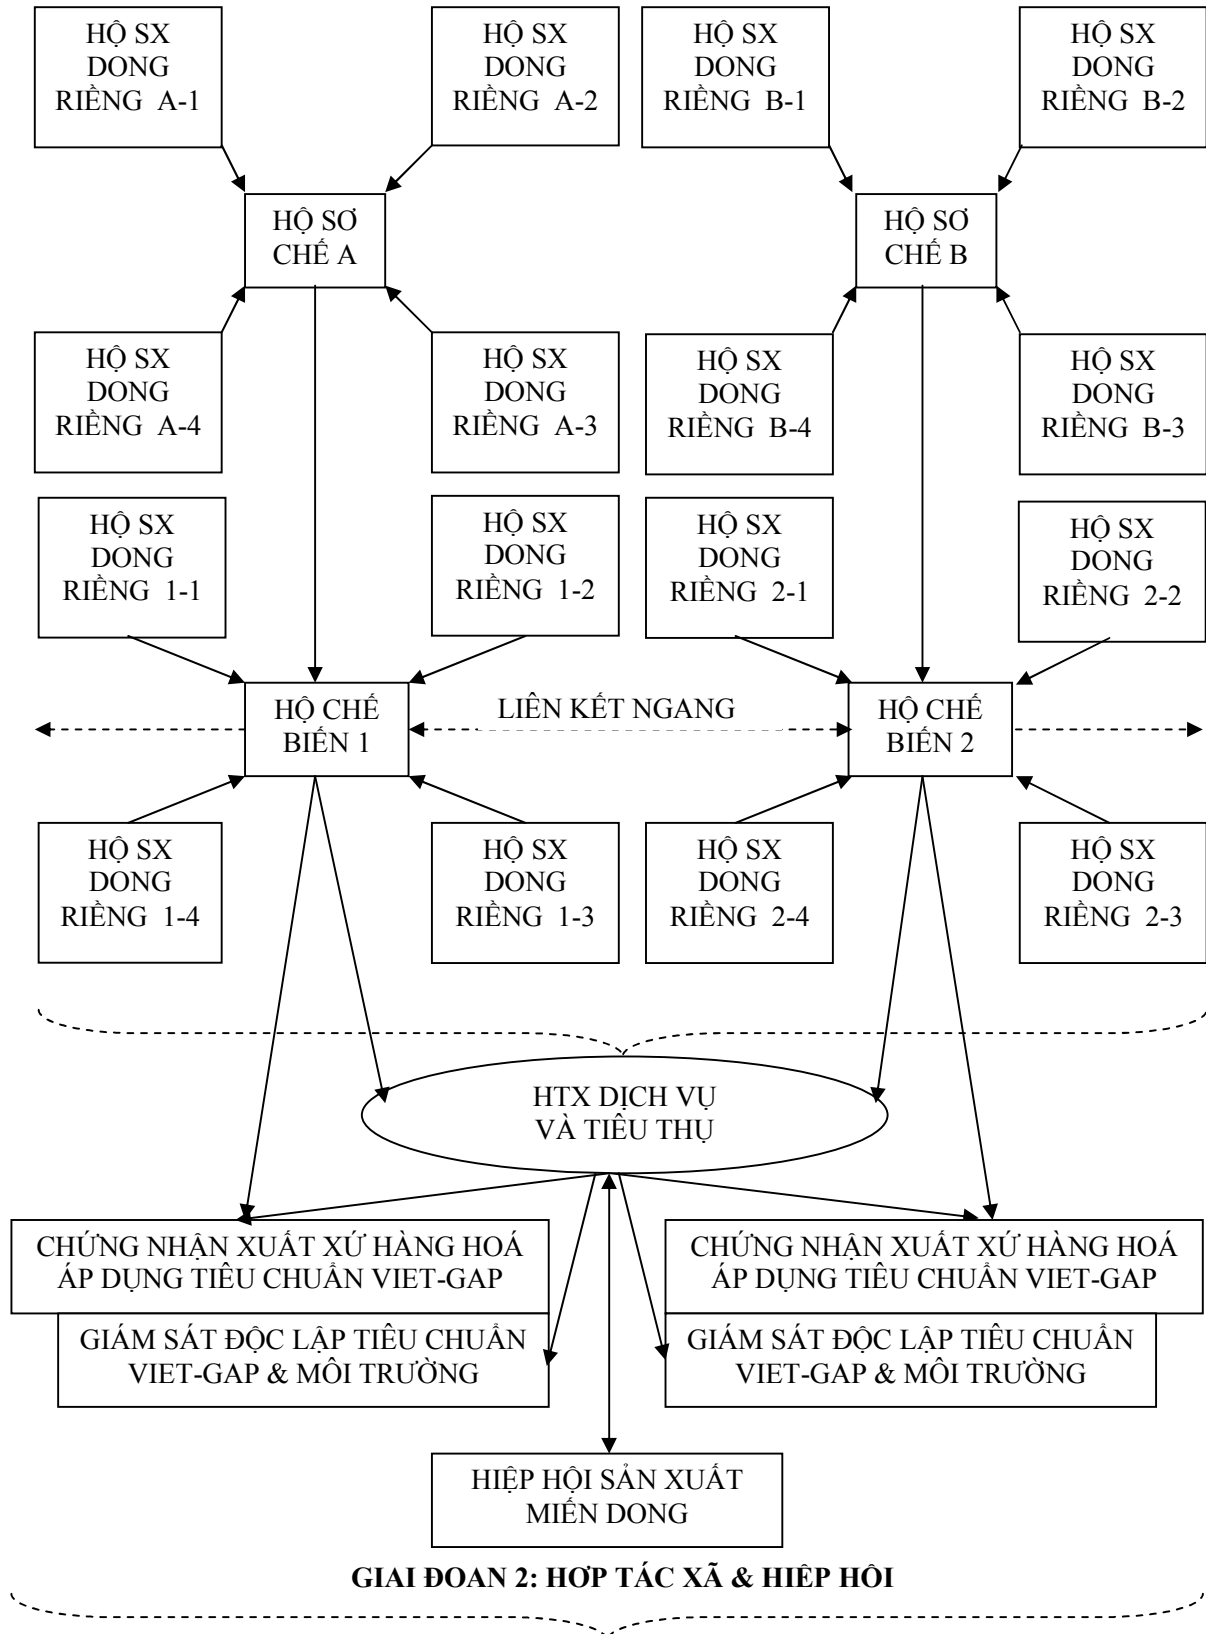 HỘ SX
DONG
RIỀNG A-1
HỘ SX
DONG
RIỀNG A-2
HỘ SX
DONG
RIỀNG B-1
HỘ SX
DONG
RIỀNG B-2
HỘ SƠ
CHẾ A
HỘ SƠ
CHẾ B
HỘ SX
DONG
RIỀNG A-4
HỘ SX
DONG
RIỀNG A-3
HỘ SX
DONG
RIỀNG B-4
HỘ SX
DONG
RIỀNG B-3
HỘ SX
DONG
RIỀNG 1-1
HỘ SX
DONG
RIỀNG 1-2
HỘ SX
DONG
RIỀNG 2-1
HỘ SX
DONG
RIỀNG 2-2
HỘ CHẾ
BIẾN 1
LIÊN KẾT NGANG
HỘ CHẾ
BIẾN 2
HỘ SX
DONG
RIỀNG 1-4
HỘ SX
DONG
RIỀNG 1-3
HỘ SX
DONG
RIỀNG 2-4
HỘ SX
DONG
RIỀNG 2-3
HTX DỊCH VỤ
VÀ TIÊU THỤ
CHỨNG NHẬN XUẤT XỨ HÀNG HOÁ
ÁP DỤNG TIÊU CHUẨN VIET-GAP
CHỨNG NHẬN XUẤT XỨ HÀNG HOÁ
ÁP DỤNG TIÊU CHUẨN VIET-GAP
GIÁM SÁT ĐỘC LẬP TIÊU CHUẨN
VIET-GAP & MÔI TRƯỜNG
GIÁM SÁT ĐỘC LẬP TIÊU CHUẨN
VIET-GAP & MÔI TRƯỜNG
HIỆP HỘI SẢN XUẤT
MIẾN DONG
GIAI ĐOẠN 2: HỢP TÁC XÃ & HIỆP HỘI